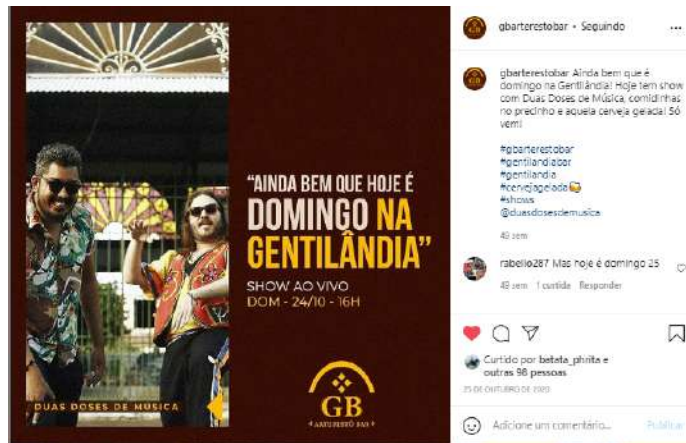 "AINDA BEM QUE HOJE É
DOMINGO NA
GENTILÂNDIA"
SHOW AO VIVO
DOM - 24/10 - 16H
DUAS DOSES DE MÚSICA
GB
gbarterestobar • Seguindo
gbarterestobar Ainda bem que é
domingo na Gentilândia! Hoje tem show
com Duas Doses de Música, comidinhas
no precinho e aquela cerveja gelada! Só
vem!
#gbarterestobar
#gentilandiabar
#gentilandia
#cervejagelada
#shows
@duasdosesdemusica
49 sem
rabello287 Mas hoje é domingo 25
49 sem 1 curtida Responder
Curtido por batata_phrita e
outras 98 pessoas
25 DE OUTUBRO DE 2020
Adicione um comentário...
Publicar